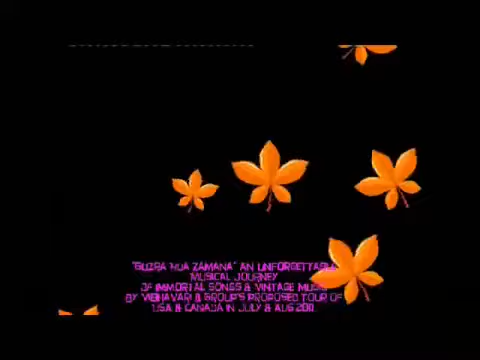 "GUZRA HUA ZAMANA" AN UNFORGETTABLE
MUSICAL JOURNEY
OF IMMORTAL SONGS & VINTAGE MUSIC
BY VIBHAVARI & GROUP'S PROPOSED TOUR OF
USA & CANADA IN JULY & AUG 2011